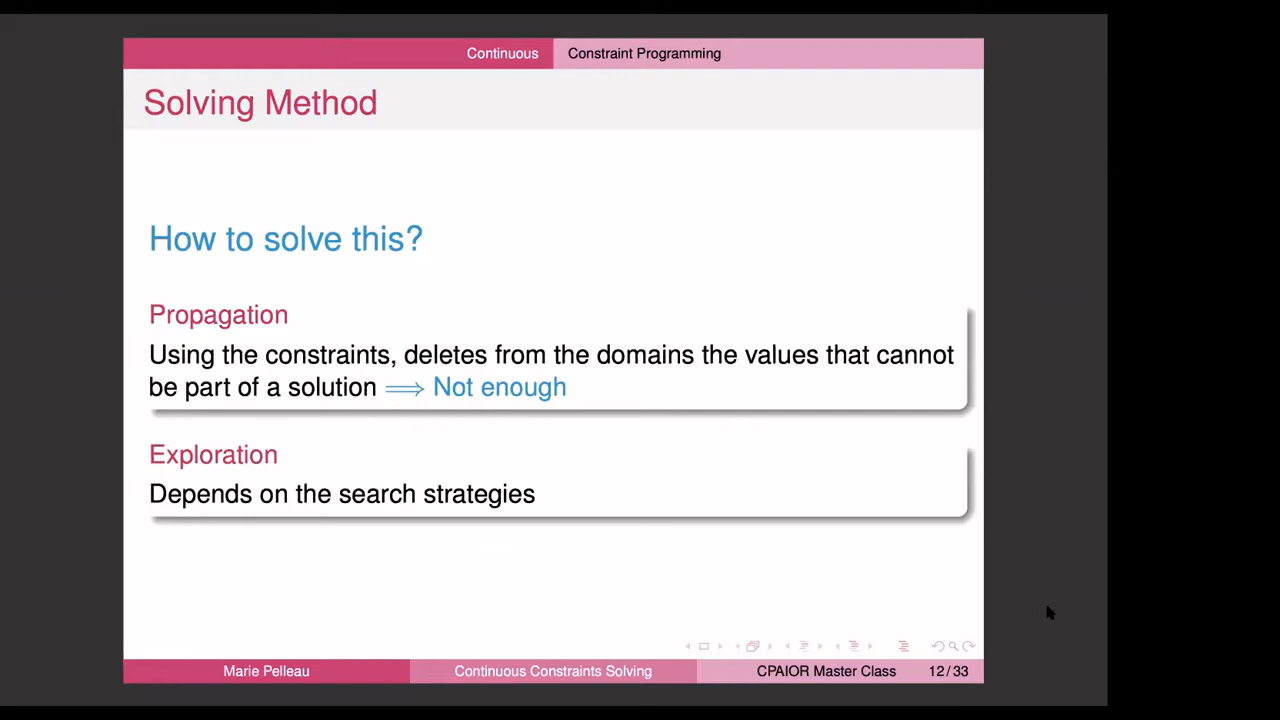 Continuous Constraint Programming
Solving Method
How to solve this?
Propagation
Using the constraints, deletes from the domains the values that cannot
be part of a solution ⟹ Not enough
Exploration
Depends on the search strategies
Marie Pelleau Continuous Constraints Solving CPAIOR Master Class 12/33